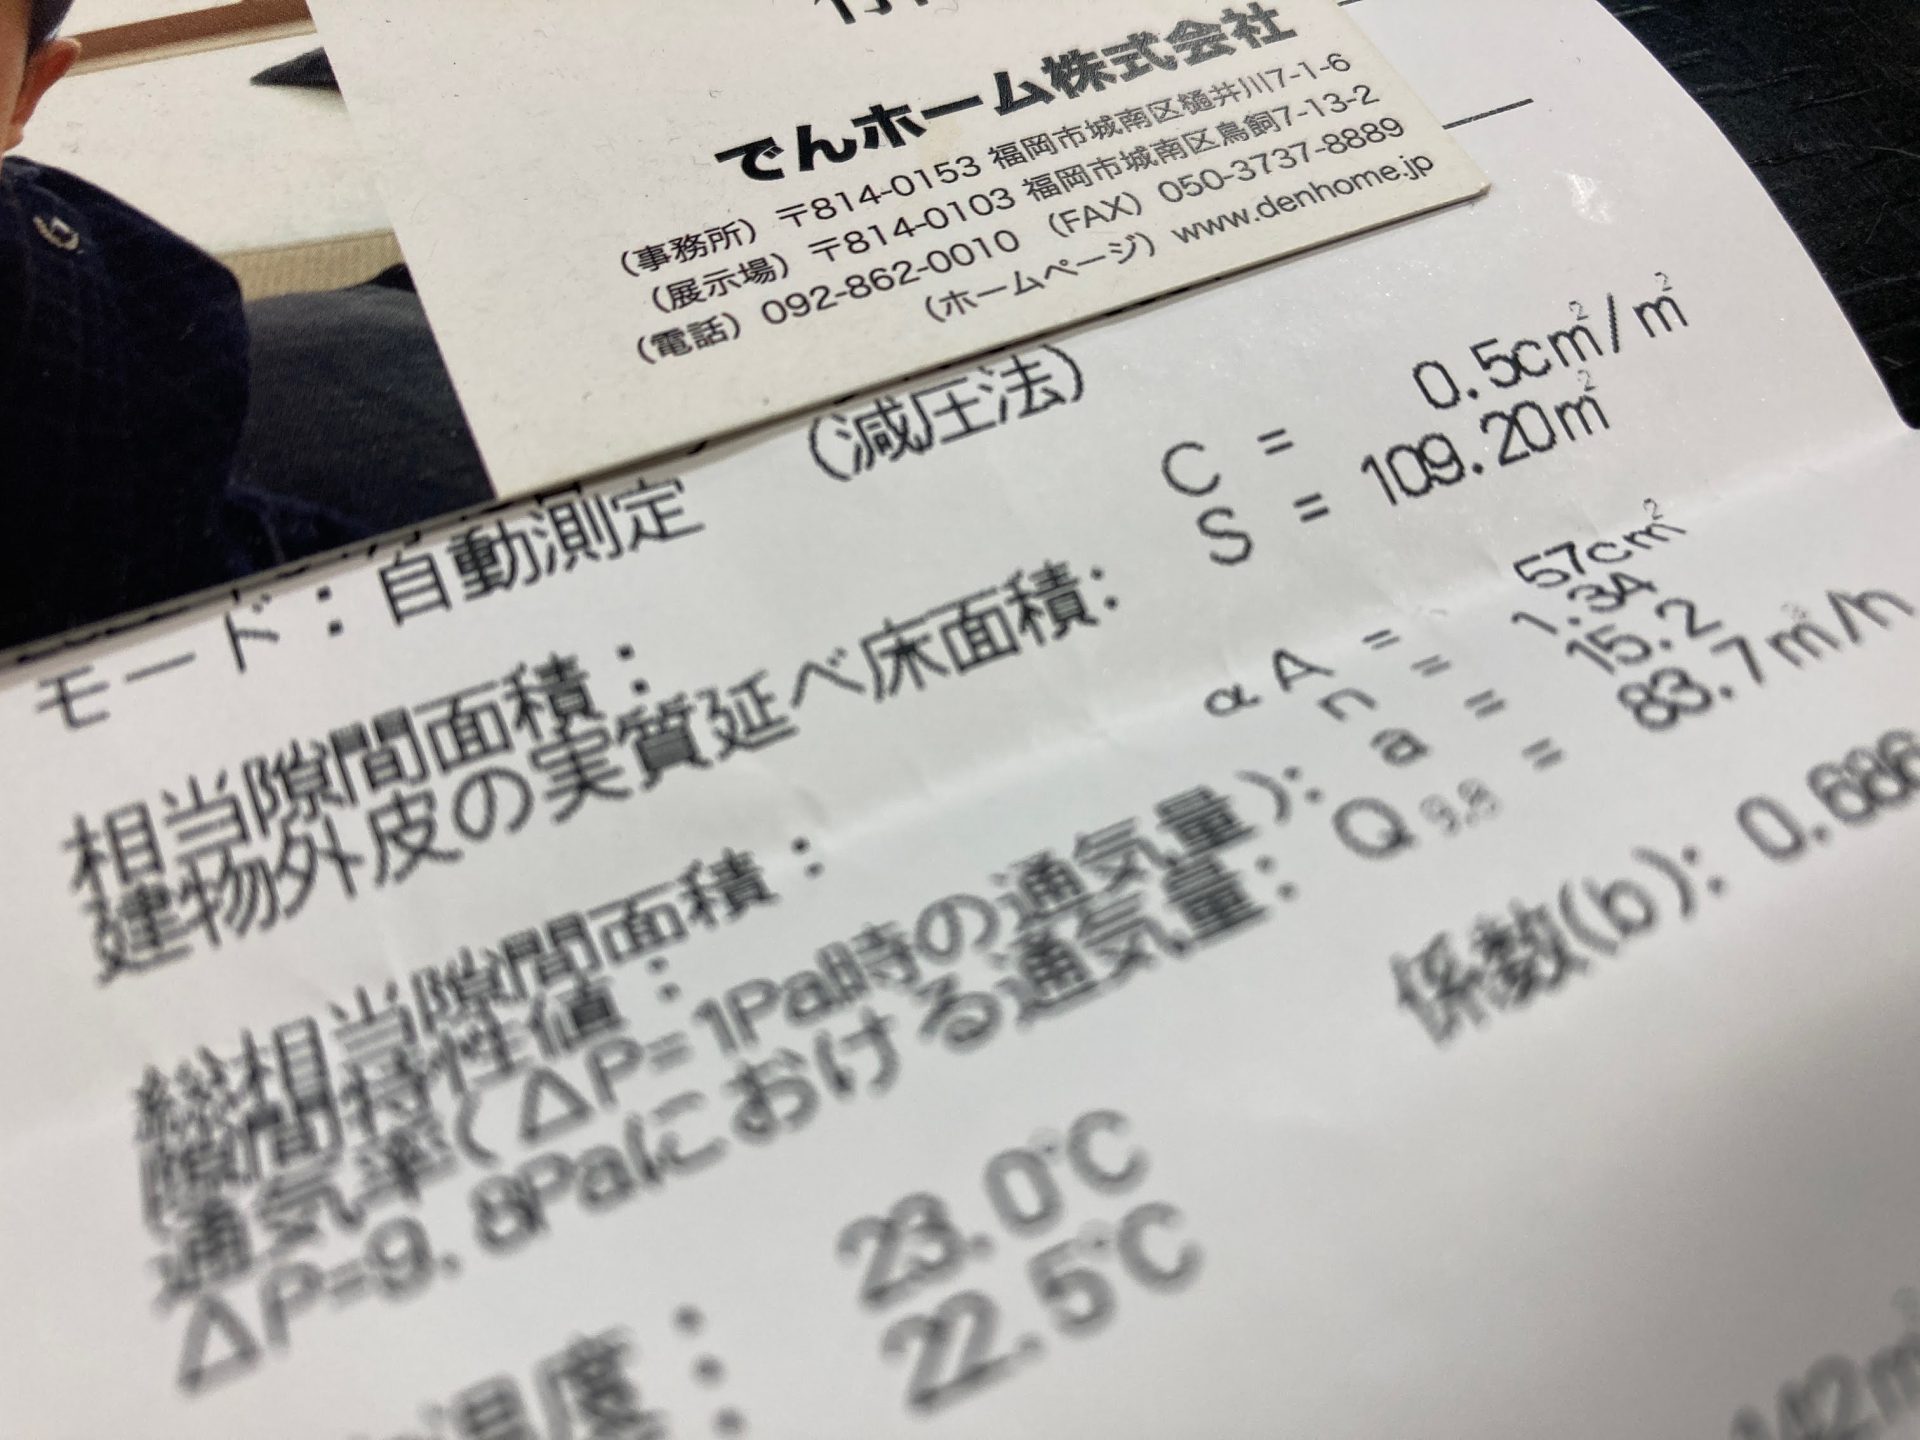 でんホーム株式会社
（事務所）〒814-0153 福岡市城南区樋井川7-1-6
（展示場）〒814-0103 福岡市城南区鳥飼7-13-2
（電話）092-862-0010（FAX）050-3737-8889
（ホームページ）www.denhome.jp
モード：自動測定 （減圧法）
相当隙間面積： C = 0.5cm²/m²
建物外皮の実質延べ床面積： S = 109.20m²
総相当隙間面積： αA = 57cm²
隙間特性値： n = 1.34
通気率(ΔP=1Pa時の通気量)： a = 15.2
ΔP=9.8Paにおける通気量： Q9.8 = 83.7m³/h
係数(b)：0.686
23.0℃
温度： 22.5℃